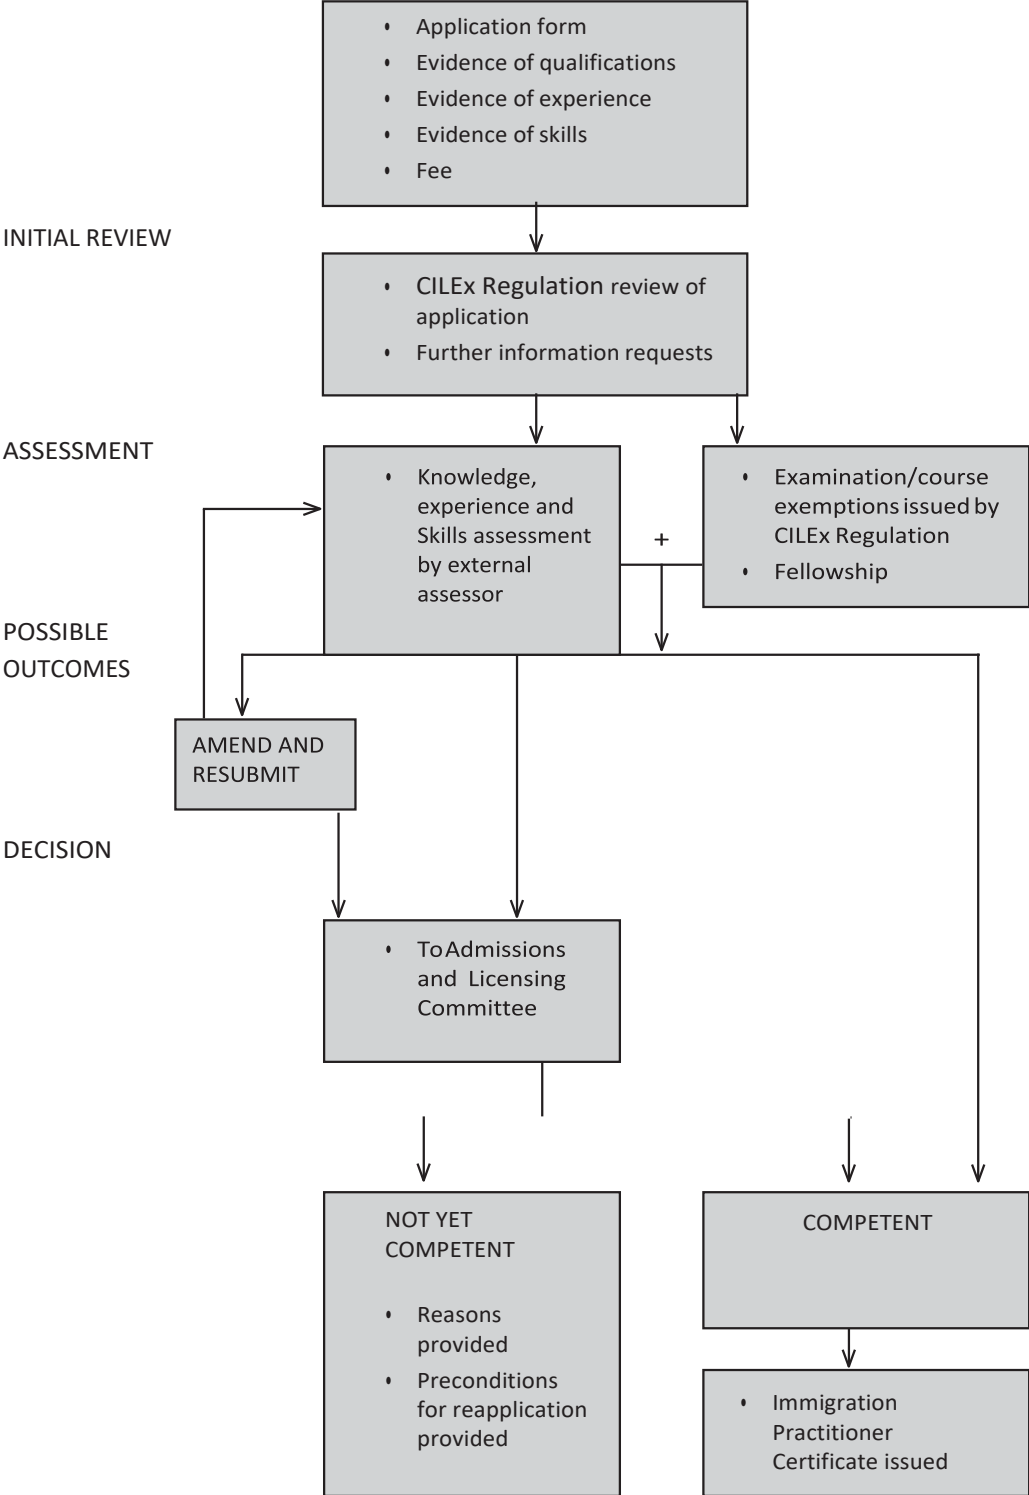 • Application form
• Evidence of qualifications
• Evidence of experience
• Evidence of skills
• Fee
INITIAL REVIEW
• CILEx Regulation review of
application
• Further information requests
ASSESSMENT
• Knowledge,
experience and
Skills assessment
by external
assessor
+
• Examination/course
exemptions issued by
CILEx Regulation
• Fellowship
POSSIBLE
OUTCOMES
AMEND AND
RESUBMIT
DECISION
• To Admissions
and Licensing
Committee
NOT YET
COMPETENT
• Reasons
provided
• Preconditions
for reapplication
provided
COMPETENT
• Immigration
Practitioner
Certificate issued